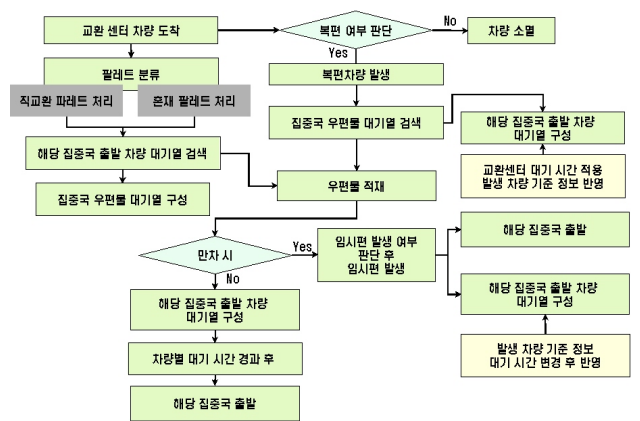 교환 센터 차량 도착
복편 여부 판단
No
차량 소멸
Yes
팔레트 분류
복편차량 발생
직교환 파레트 처리
혼재 팔레트 처리
집중국 우편물 대기열 검색
해당 집중국 출발 차량
대기열 구성
해당 집중국 출발 차량 대기열 검색
교환센터 대기 시간 적용
발생 차량 기준 정보 반영
집중국 우편물 대기열 구성
우편물 적재
만차 시
Yes
임시편 발생 여부
판단 후
임시편 발생
해당 집중국 출발
No
해당 집중국 출발 차량
대기열 구성
해당 집중국 출발 차량
대기열 구성
차량별 대기 시간 경과 후
발생 차량 기준 정보
대기 시간 변경 후 반영
해당 집중국 출발